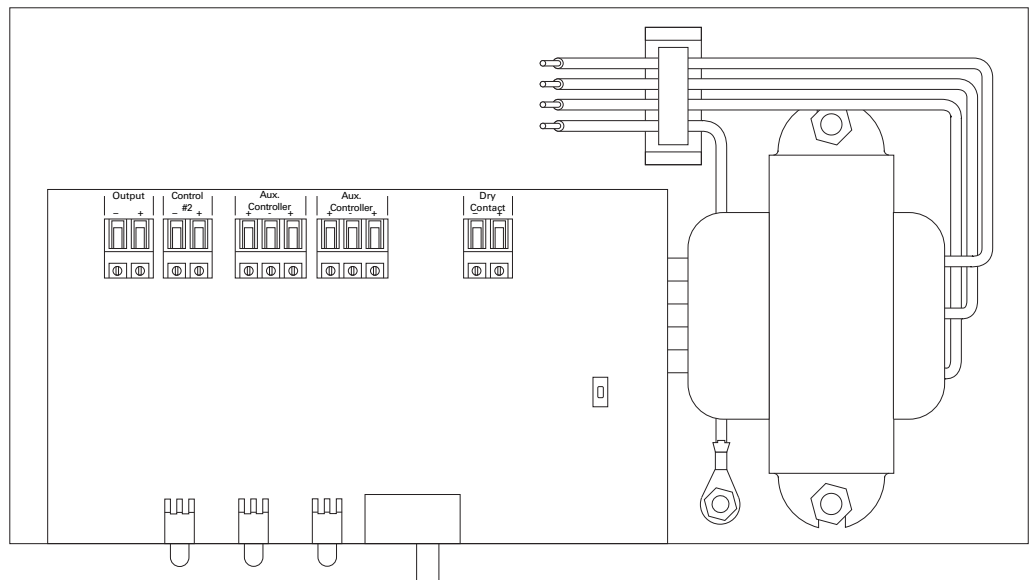 Output
− +
Control
#2
− +
Aux.
Controller
+ - +
Aux.
Controller
+ - +
Dry
Contact
− +